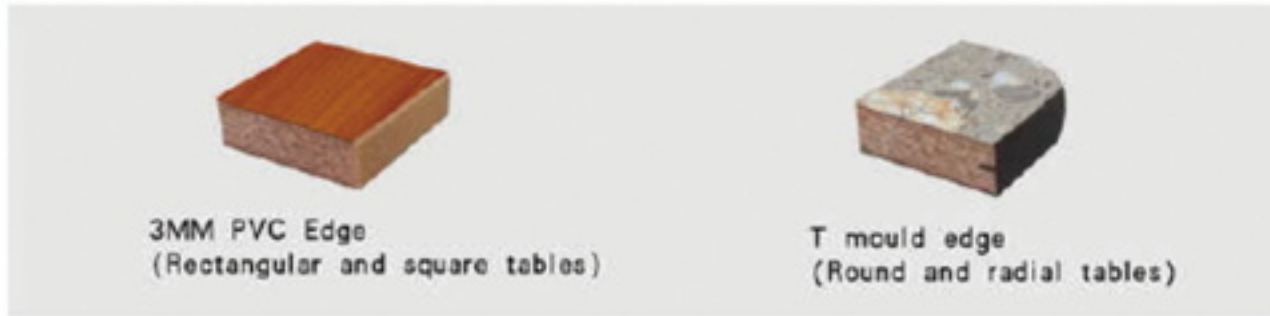 3MM PVC Edge
(Rectangular and square tables)
T mould edge
(Round and radial tables)